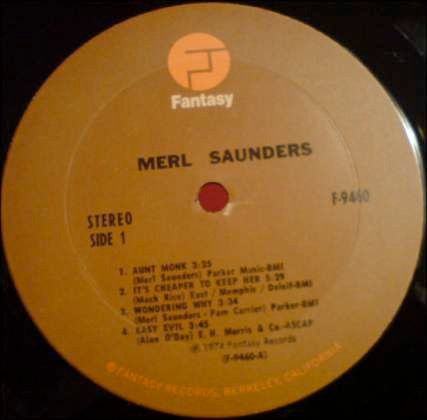 Fantasy
MERL SAUNDERS
F-9460
STEREO
SIDE 1
1. AUNT MONK 3:25
(Merl Saunders) Parker Music-BMI
2. IT'S CHEAPER TO KEEP HER 5:29
(Mack Rice) East / Memphis / Deleif-BMI
3. WONDERING WHY 3:34
(Merl Saunders - Pam Carrier) Parker-BMI
4. EASY EVIL 3:45
(Alan O'Day) E. H. Morris & Co.-ASCAP
℗ 1974 Fantasy Records
(F-9460-A)
© FANTASY RECORDS, BERKELEY, CALIFORNIA